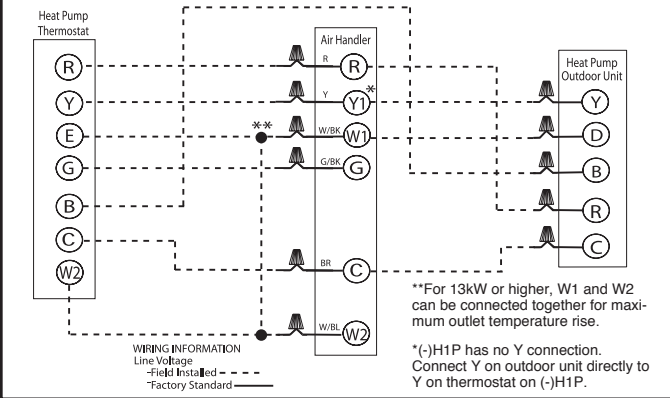 Heat Pump
Thermostat
R
Y
E
G
B
C
W2
**
Air Handler
R
R
Y
Y1
*
W/BK
W1
G/BK
G
BR
C
W/BL
W2
Heat Pump
Outdoor Unit
Y
D
B
R
C
WIRING INFORMATION
Line Voltage
-Field Installed
-Factory Standard
**For 13kW or higher, W1 and W2
can be connected together for maxi-
mum outlet temperature rise.
*(-)H1P has no Y connection.
Connect Y on outdoor unit directly to
Y on thermostat on (-)H1P.